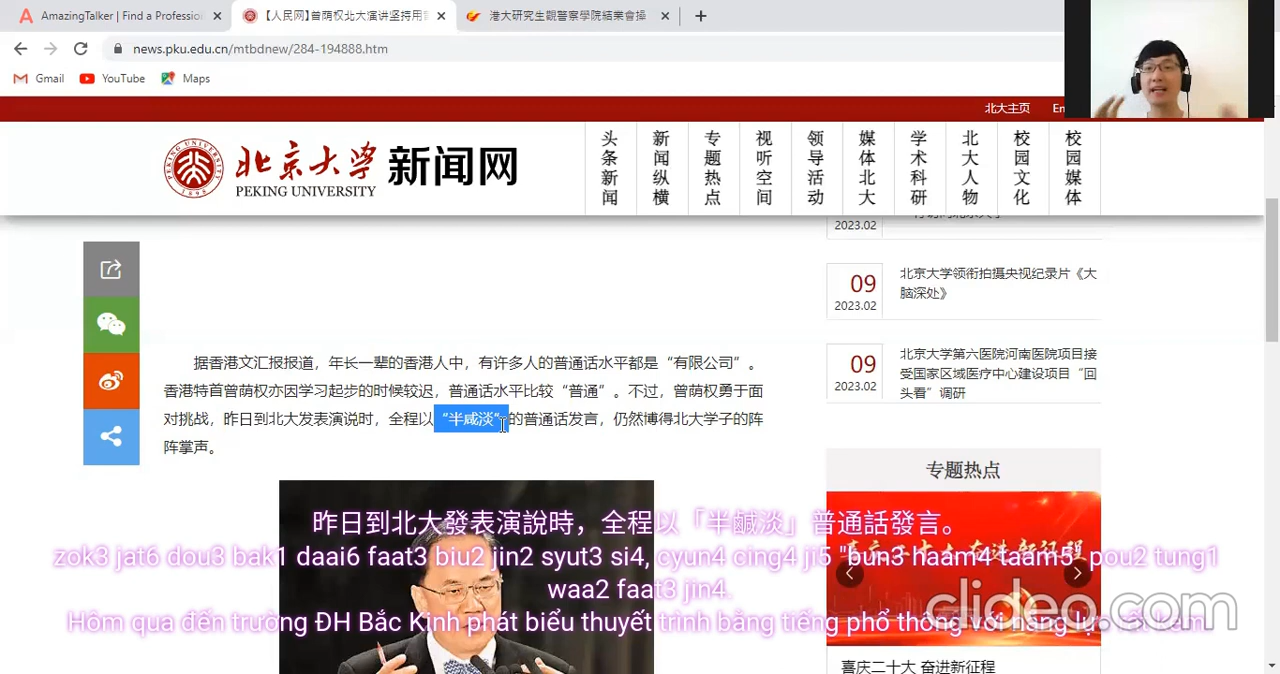 AmazingTalker | Find a Professio
【人民网】曾荫权北大演讲坚持用普
港大研究生觀警察學院結業會操
news.pku.edu.cn/mtbdnew/284-194888.htm
Gmail
YouTube
Maps
北大主页
En
北京大学
PEKING UNIVERSITY
1898
新闻网
头条新闻
新闻纵横
专题热点
视听空间
领导活动
媒体北大
学术科研
北大人物
校园文化
校园媒体
2023.02
09
2023.02
北京大学领衔拍摄央视纪录片《大
脑深处》
09
2023.02
北京大学第六医院河南医院项目接
受国家区域医疗中心建设项目“回
头看”调研
据香港文汇报报道，年长一辈的香港人中，有许多人的普通话水平都是“有限公司”。
香港特首曾荫权亦因学习起步的时候较迟，普通话水平比较“普通”。不过，曾荫权勇于面
对挑战，昨日到北大发表演说时，全程以“半咸淡”的普通话发言，仍然博得北大学子的阵
阵掌声。
专题热点
昨日到北大發表演說時，全程以「半鹹淡」普通話發言。
zok3 jat6 dou3 bak1 daai6 faat3 biu2 jin2 syut3 si4, cyun4 cing4 ji5 "bun3 haam4 taam5" pou2 tung1
waa2 faat3 jin4.
Hôm qua đến trường ĐH Bắc Kinh phát biểu thuyết trình bằng tiếng phổ thông với năng lực
clideo.com
喜庆二十大 奋进新征程